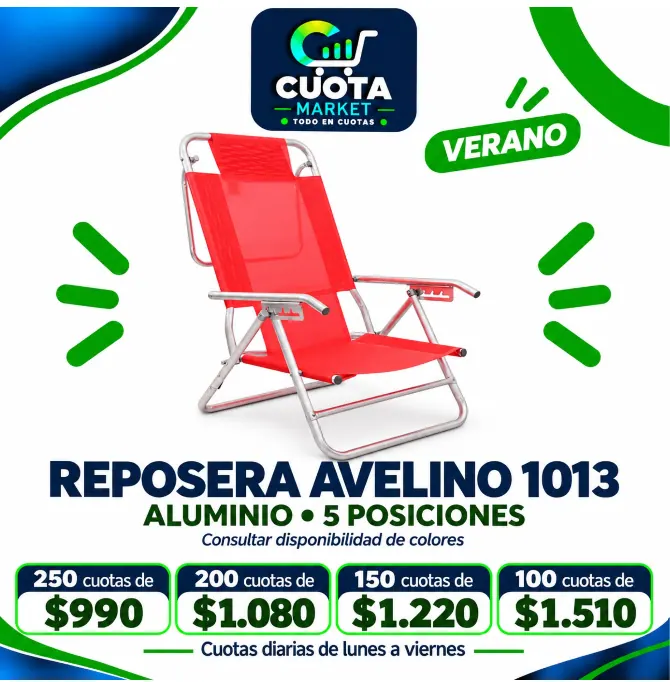 CUOTA
MARKET
• TODO EN CUOTAS •
VERANO
REPOSERA AVELINO 1013
ALUMINIO • 5 POSICIONES
Consultar disponibilidad de colores
250 cuotas de
$990
200 cuotas de
$1.080
150 cuotas de
$1.220
100 cuotas de
$1.510
Cuotas diarias de lunes a viernes